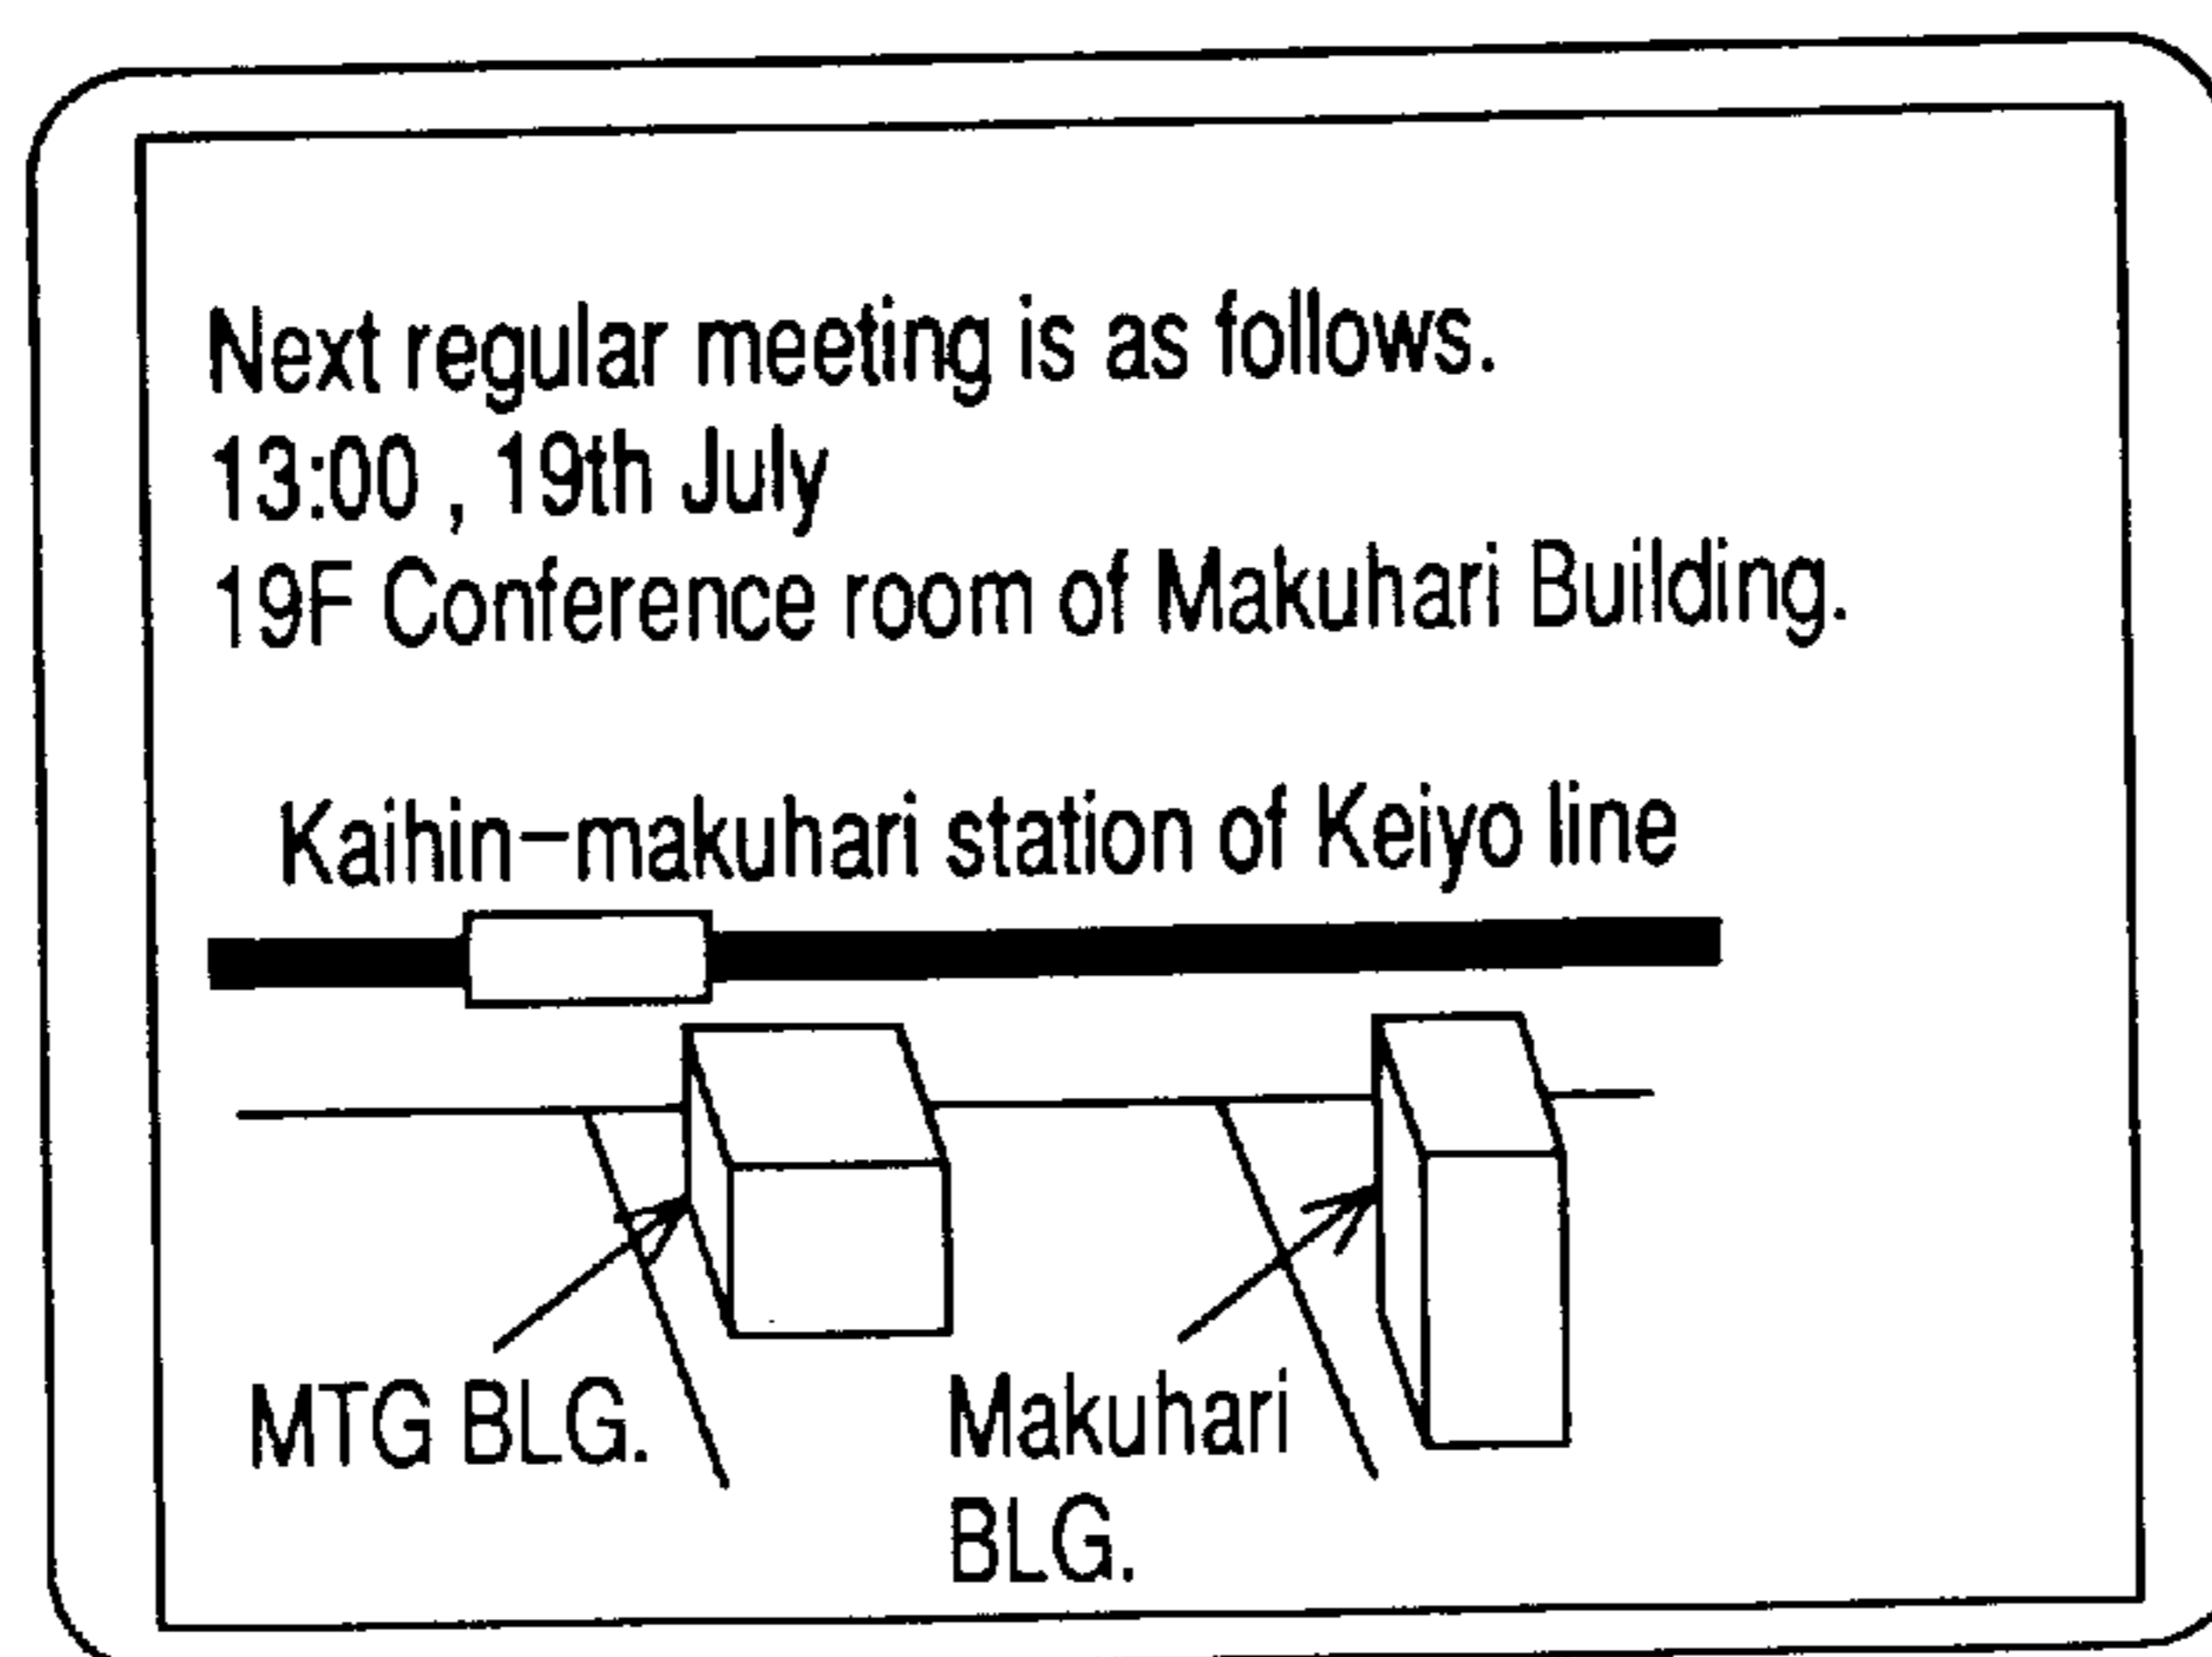 Next regular meeting is as follows.
13:00 , 19th July
19F Conference room of Makuhari Building.
Kaihin-makuhari station of Keiyo line
MTG BLG.
Makuhari
BLG.